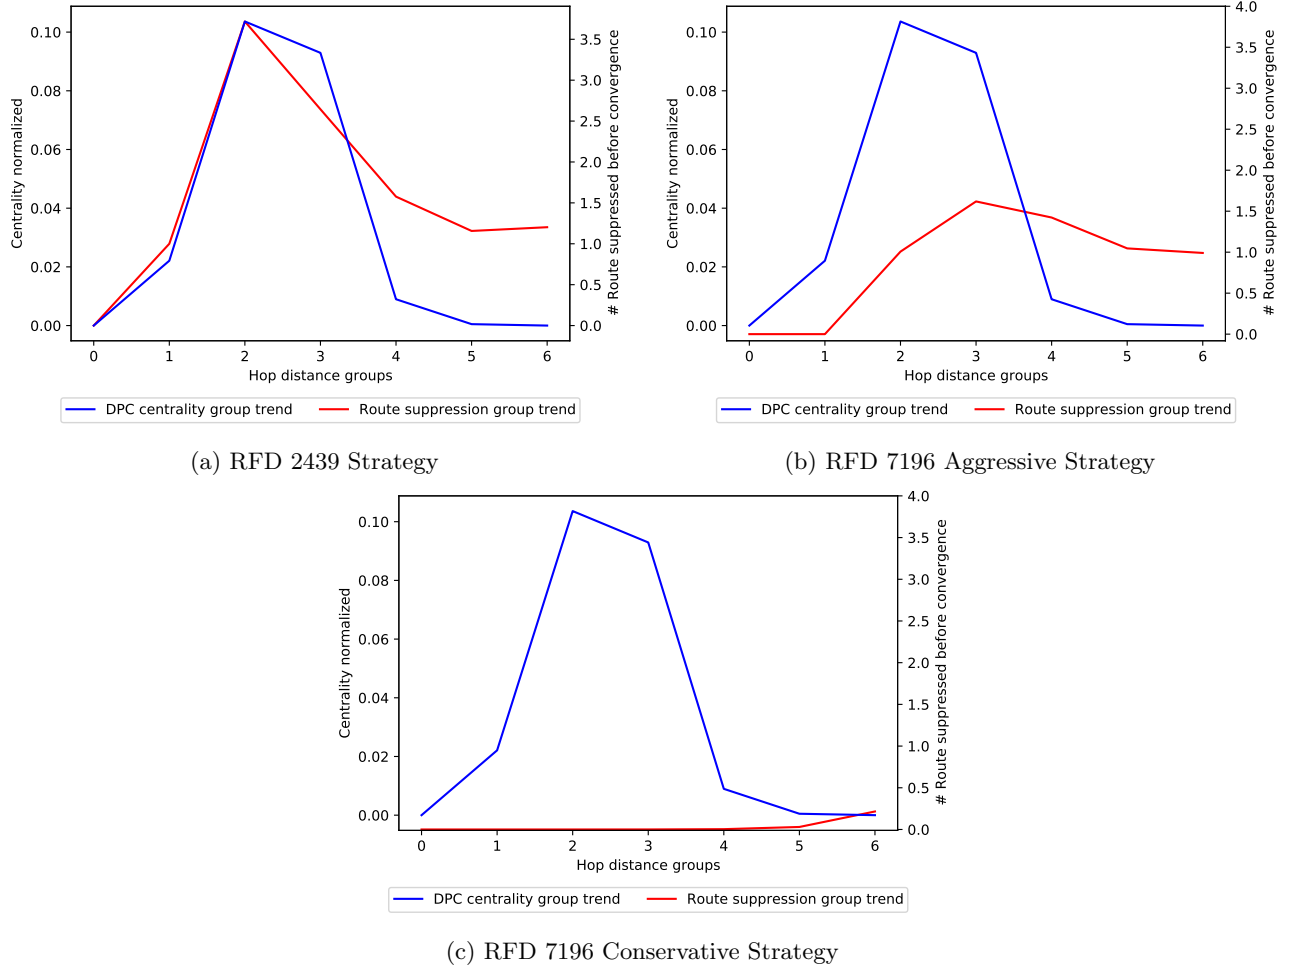 0.10
0.08
0.06
0.04
0.02
0.00
Centrality normalized
3.5
3.0
2.5
2.0
1.5
1.0
0.5
0.0
# Route suppressed before convergence
0 1 2 3 4 5 6
Hop distance groups
DPC centrality group trend Route suppression group trend
(a) RFD 2439 Strategy
0.10
0.08
0.06
0.04
0.02
0.00
Centrality normalized
4.0
3.5
3.0
2.5
2.0
1.5
1.0
0.5
0.0
# Route suppressed before convergence
0 1 2 3 4 5 6
Hop distance groups
DPC centrality group trend Route suppression group trend
(b) RFD 7196 Aggressive Strategy
0.10
0.08
0.06
0.04
0.02
0.00
Centrality normalized
4.0
3.5
3.0
2.5
2.0
1.5
1.0
0.5
0.0
# Route suppressed before convergence
0 1 2 3 4 5 6
Hop distance groups
DPC centrality group trend Route suppression group trend
(c) RFD 7196 Conservative Strategy